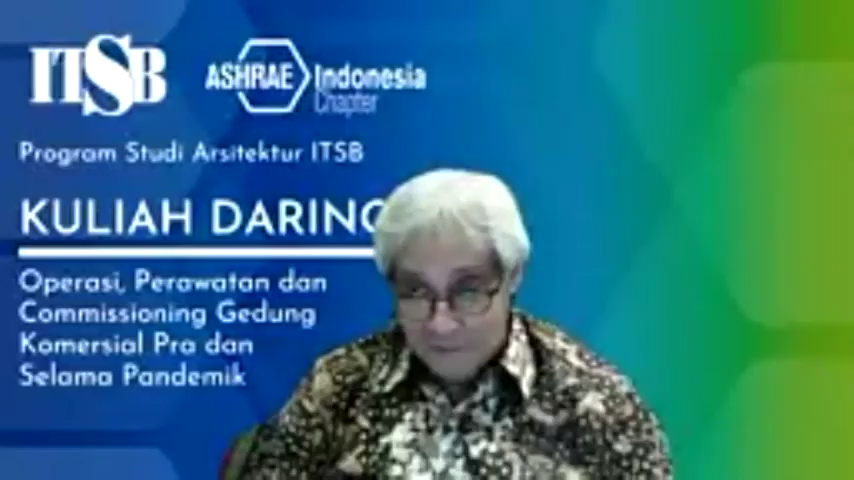 ITSB
ASHRAE Indonesia
Chapter
Program Studi Arsitektur ITSB
KULIAH DARING
Operasi, Perawatan dan
Commissioning Gedung
Komersial Pra dan
Selama Pandemik